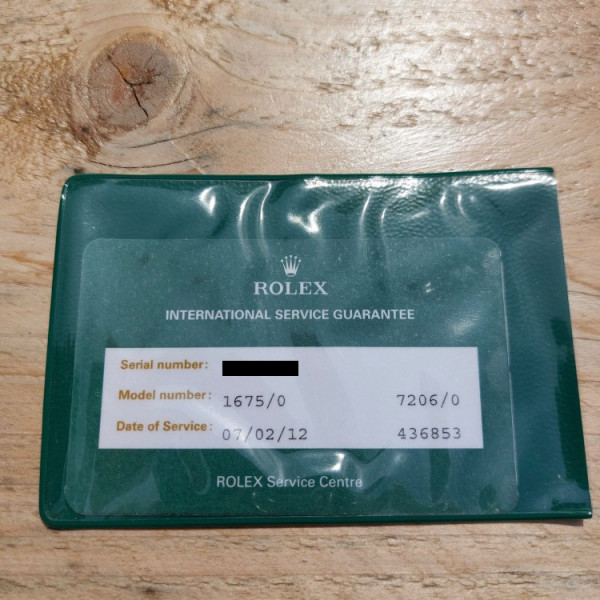 ROLEX
INTERNATIONAL SERVICE GUARANTEE
Serial number:
Model number: 1675/0 7206/0
Date of Service: 07/02/12 436853
ROLEX Service Centre